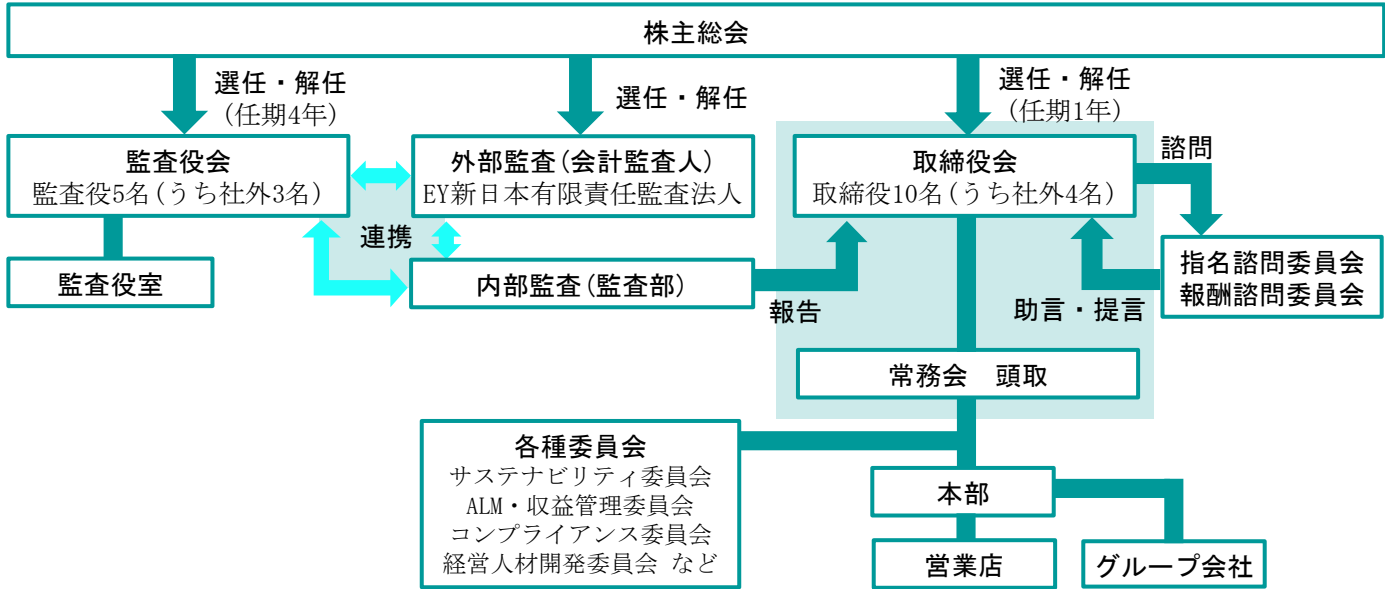 株主総会
選任・解任
(任期4年)
選任・解任
選任・解任
(任期1年)
監査役会
監査役5名(うち社外3名)
外部監査(会計監査人)
EY新日本有限責任監査法人
取締役会
取締役10名(うち社外4名)
諮問
連携
監査役室
内部監査(監査部)
報告
助言・提言
指名諮問委員会
報酬諮問委員会
常務会　頭取
各種委員会
サステナビリティ委員会
ALM・収益管理委員会
コンプライアンス委員会
経営人材開発委員会 など
本部
営業店
グループ会社